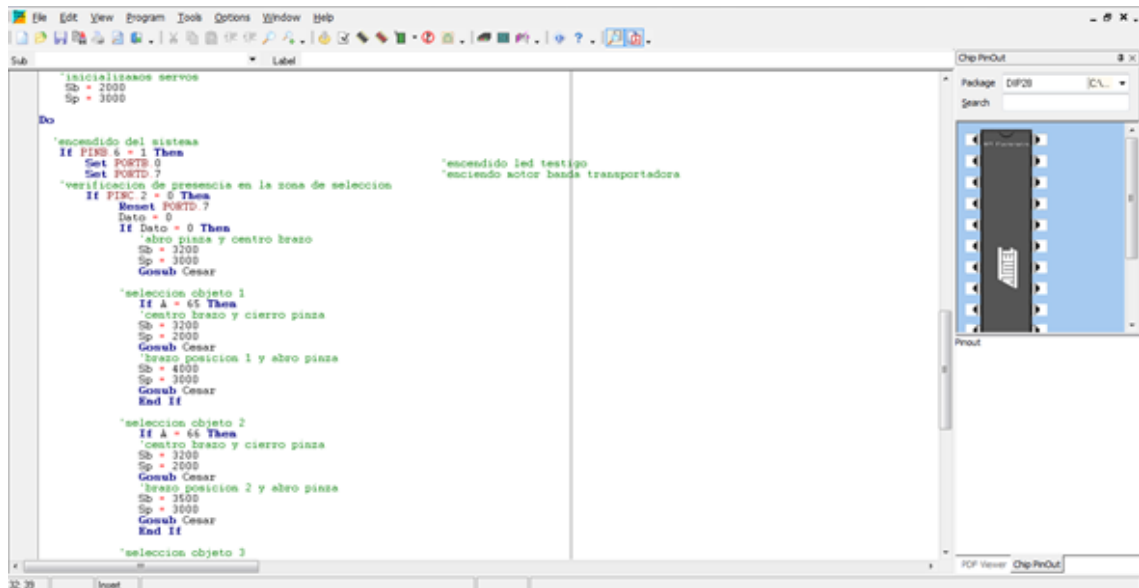 File Edit View Program Tools Options Window Help
Sub Label
Chip PinOut
Package DIP28 C:\...
Search
'inicializamos servos
Sb = 2000
Sp = 3000
Do
'encendido del sistema
If PINB.6 = 1 Then
Set PORTB.0 'encendido led testigo
Set PORTD.7 'enciendo motor banda transportadora
'verificacion de presencia en la zona de seleccion
If PINC.2 = 0 Then
Reset PORTD.7
Dato = 0
If Dato = 0 Then
'abro pinza y centro brazo
Sb = 3200
Sp = 3000
Gosub Cesar
'seleccion objeto 1
If A = 65 Then
'centro brazo y cierro pinza
Sb = 3200
Sp = 2000
Gosub Cesar
'brazo posicion 1 y abro pinza
Sb = 4000
Sp = 3000
Gosub Cesar
End If
'seleccion objeto 2
If A = 66 Then
'centro brazo y cierro pinza
Sb = 3200
Sp = 2000
Gosub Cesar
'brazo posicion 2 y abro pinza
Sb = 3500
Sp = 3000
Gosub Cesar
End If
'seleccion objeto 3
ATMEL
Pinout
PDF Viewer Chip PinOut
32: 39 Insert